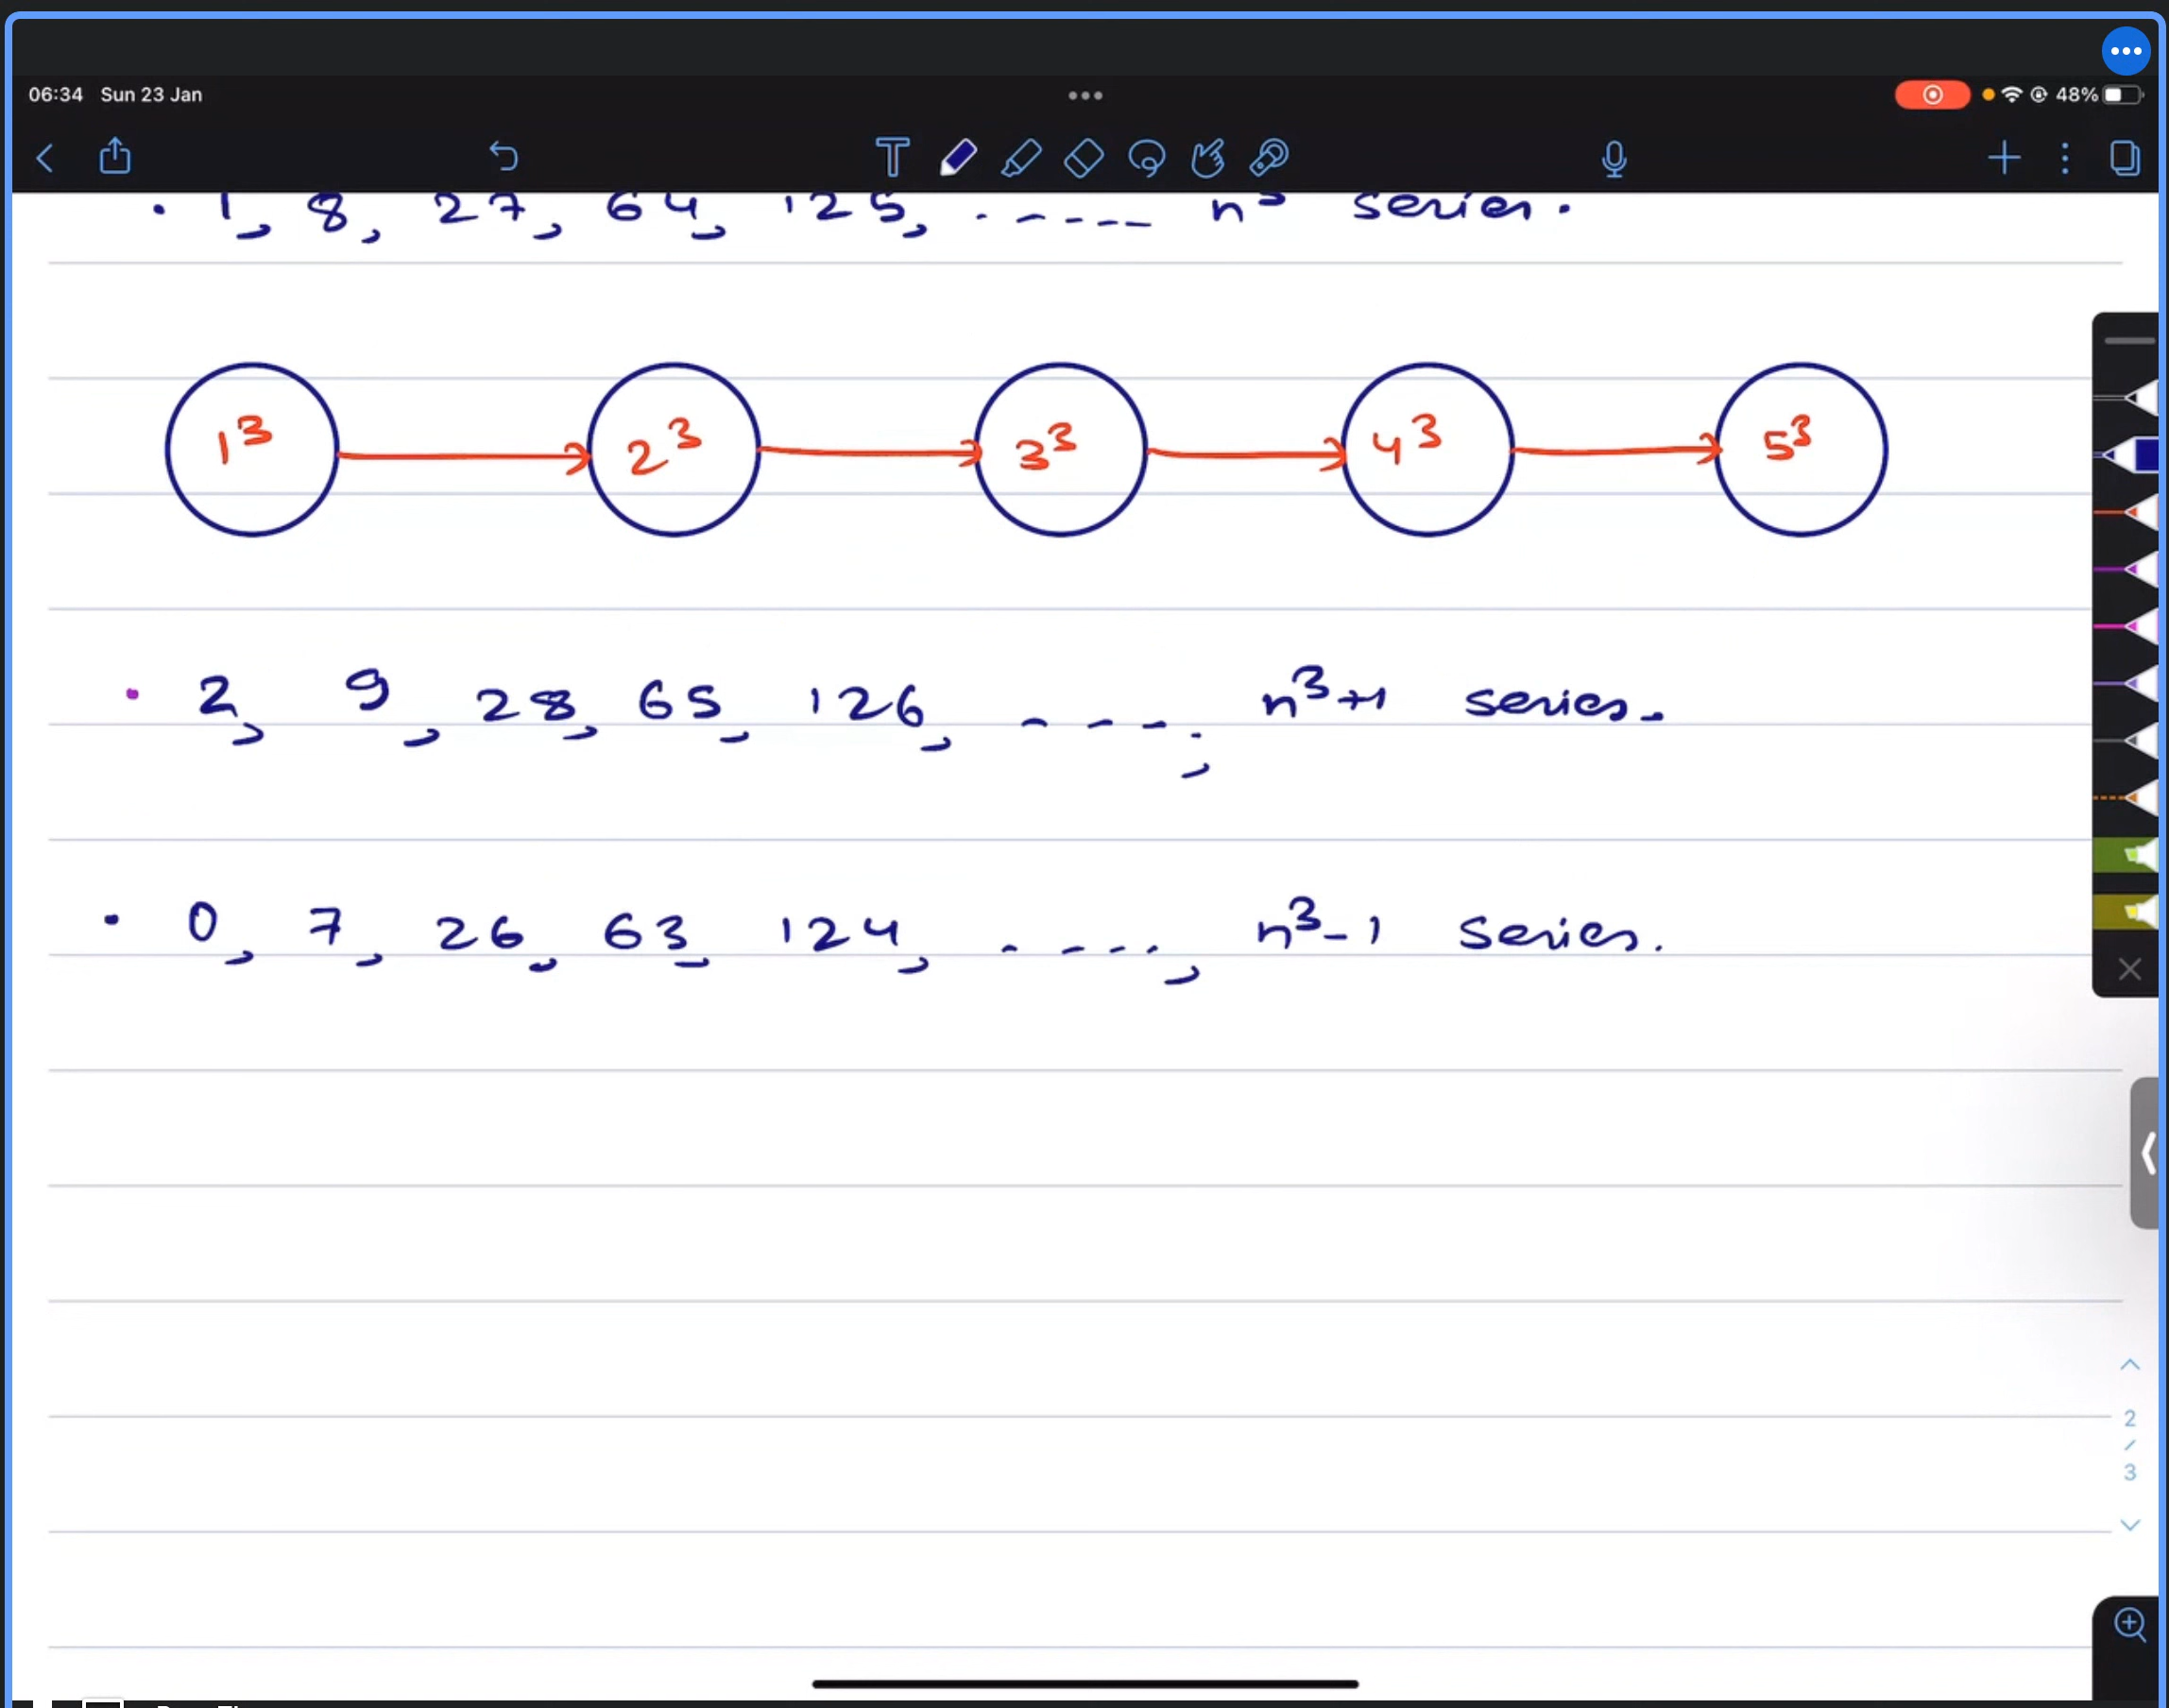 06:34 Sun 23 Jan
48%
T
· 1, 8, 27, 64, 125, ----- n³ series.
1³ → 2³ → 3³ → 4³ → 5³
· 2, 9, 28, 65, 126, ----, n³+1 series.
· 0, 7, 26, 63, 124, ----, n³-1 series.
2
/
3